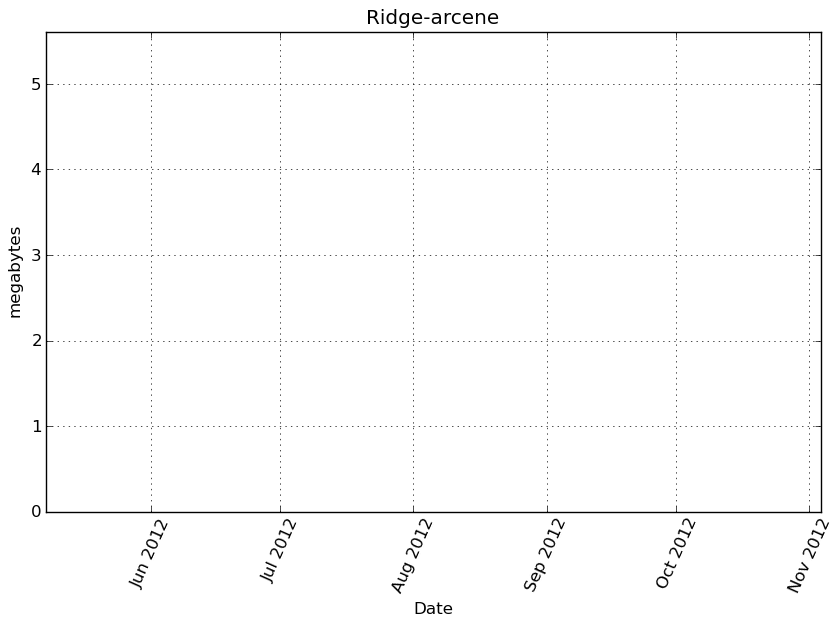 Ridge-arcene
5
4
3
2
1
0
megabytes
Jun 2012
Jul 2012
Aug 2012
Sep 2012
Oct 2012
Nov 2012
Date